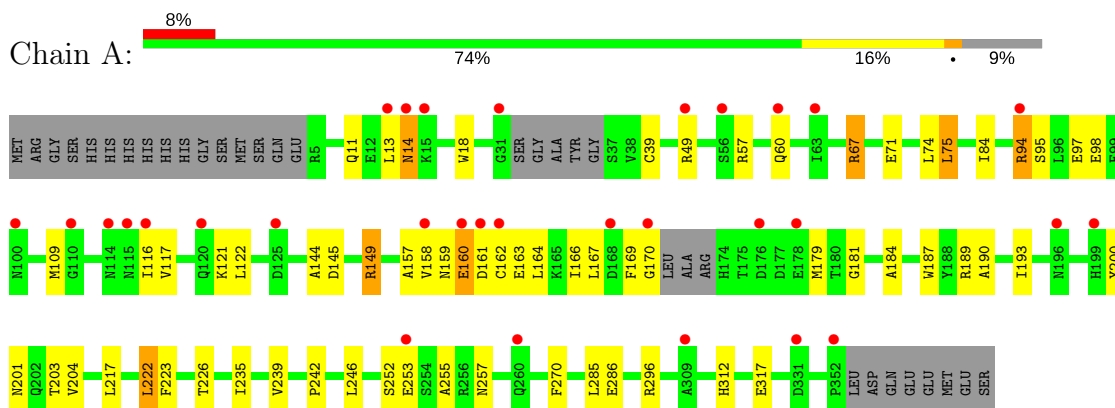 8%
Chain A:
74% 16% • 9%
MET ARG GLY SER HIS HIS HIS HIS HIS HIS GLY SER MET SER GLN GLU R5 Q11 E12 L13 N14 K15 W18 G31 SER GLY ALA TYR GLY S37 V38 C39 R49 S56 R57 Q60 I63 R67 E71 L74 L75 I84 R94 S95 L96 E97 E98 E99
N100 M109 G110 N114 N115 I116 V117 Q120 K121 L122 D125 A144 D145 R149 A157 V158 N159 E160 D161 C162 E163 L164 K165 I166 L167 D168 F169 G170 LEU ALA ARG H174 T175 D176 D177 E178 M179 T180 G181 A184 W187 Y188 R189 A190 I193 N196 H199 Y200
N201 Q202 T203 V204 L217 L222 F223 T226 I235 V239 P242 L246 S252 E253 S254 A255 R256 N257 Q260 F270 L285 E286 R296 A309 H312 E317 D331 P352 LEU ASP GLN GLU GLU MET GLU SER